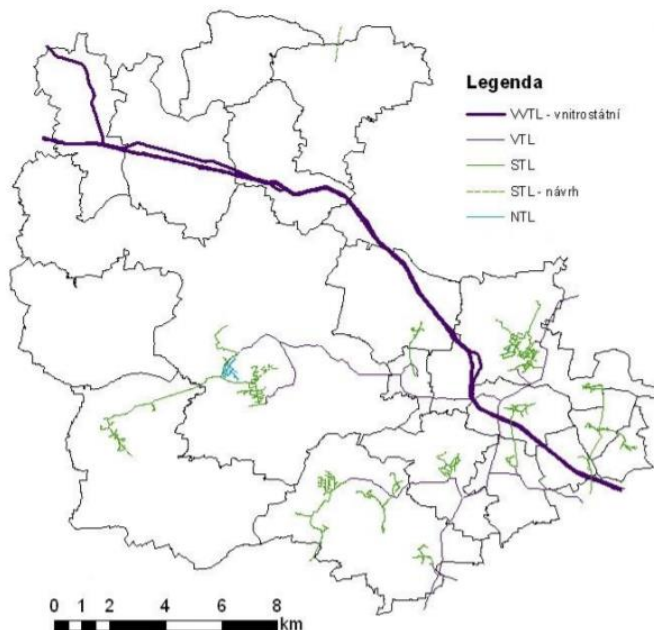 Legenda
VVTL - vnitrostátní
VTL
STL
STL - návrh
NTL
0 1 2 4 6 8
km